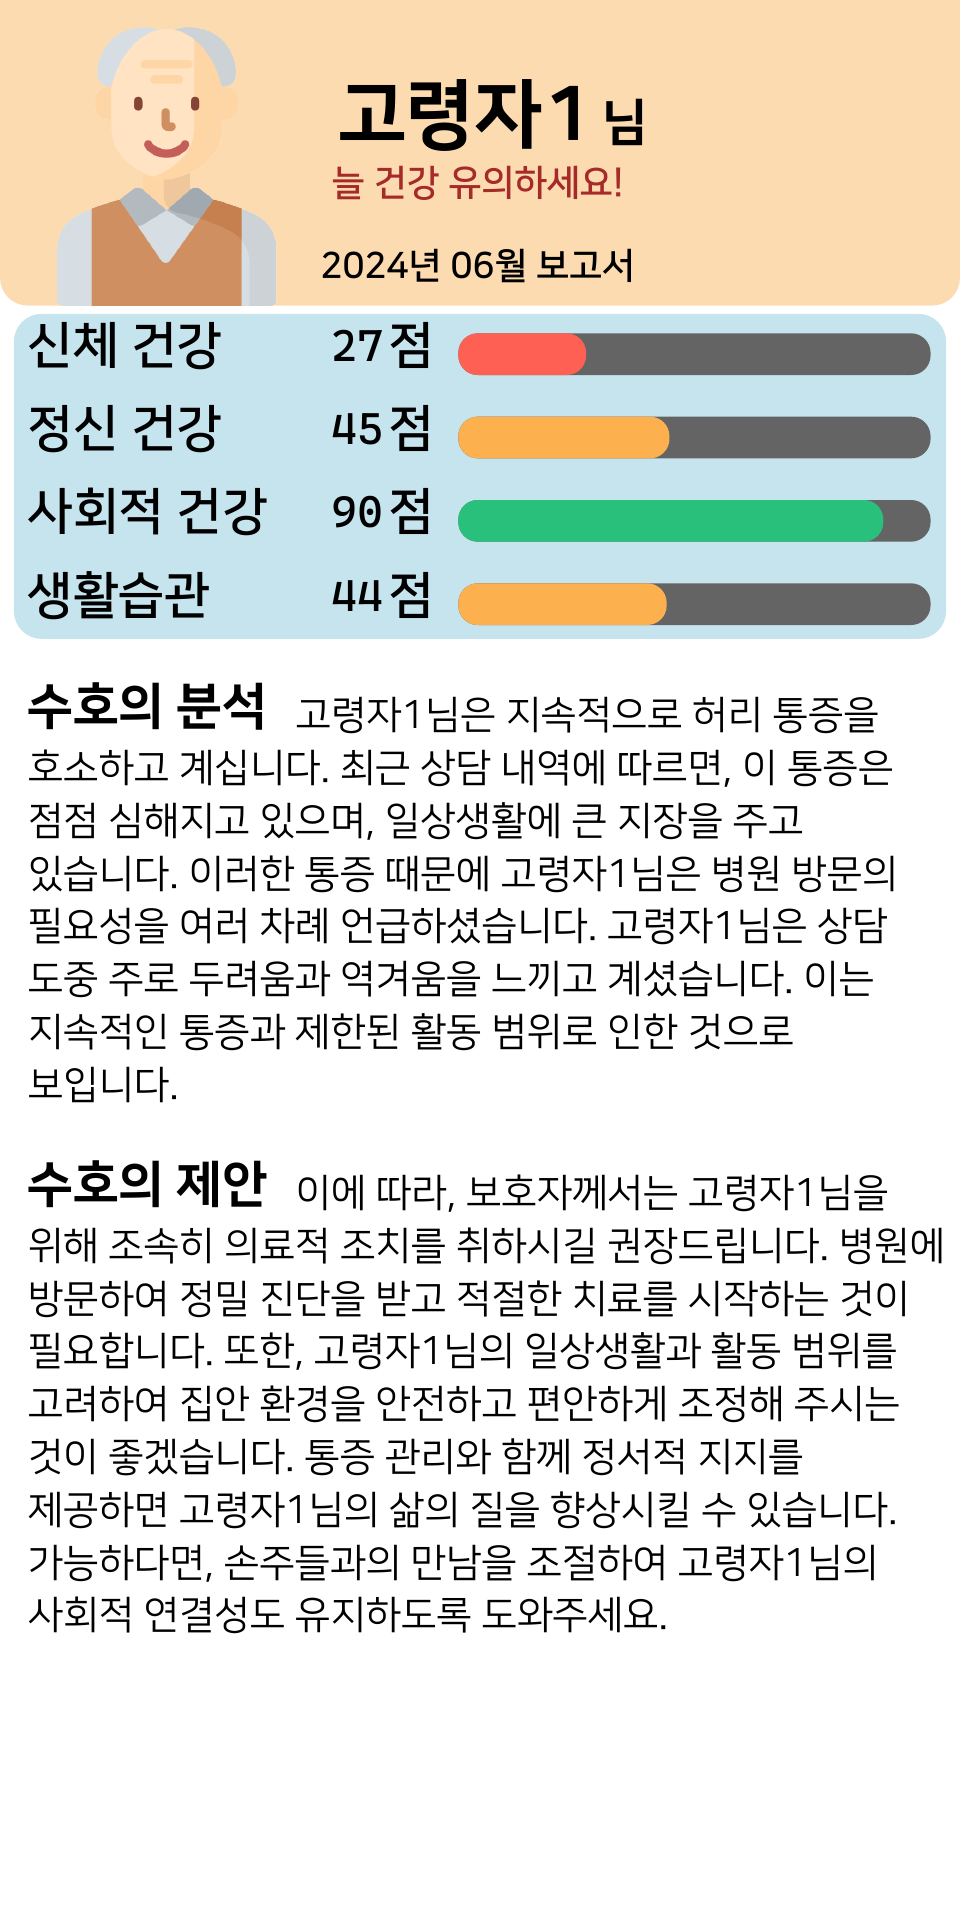 고령자1 님
늘 건강 유의하세요!
2024년 06월 보고서
신체 건강 27점
정신 건강 45점
사회적 건강 90점
생활습관 44점
수호의 분석 고령자1님은 지속적으로 허리 통증을
호소하고 계십니다. 최근 상담 내역에 따르면, 이 통증은
점점 심해지고 있으며, 일상생활에 큰 지장을 주고
있습니다. 이러한 통증 때문에 고령자1님은 병원 방문의
필요성을 여러 차례 언급하셨습니다. 고령자1님은 상담
도중 주로 두려움과 역겨움을 느끼고 계셨습니다. 이는
지속적인 통증과 제한된 활동 범위로 인한 것으로
보입니다.
수호의 제안 이에 따라, 보호자께서는 고령자1님을
위해 조속히 의료적 조치를 취하시길 권장드립니다. 병원에
방문하여 정밀 진단을 받고 적절한 치료를 시작하는 것이
필요합니다. 또한, 고령자1님의 일상생활과 활동 범위를
고려하여 집안 환경을 안전하고 편안하게 조정해 주시는
것이 좋겠습니다. 통증 관리와 함께 정서적 지지를
제공하면 고령자1님의 삶의 질을 향상시킬 수 있습니다.
가능하다면, 손주들과의 만남을 조절하여 고령자1님의
사회적 연결성도 유지하도록 도와주세요.